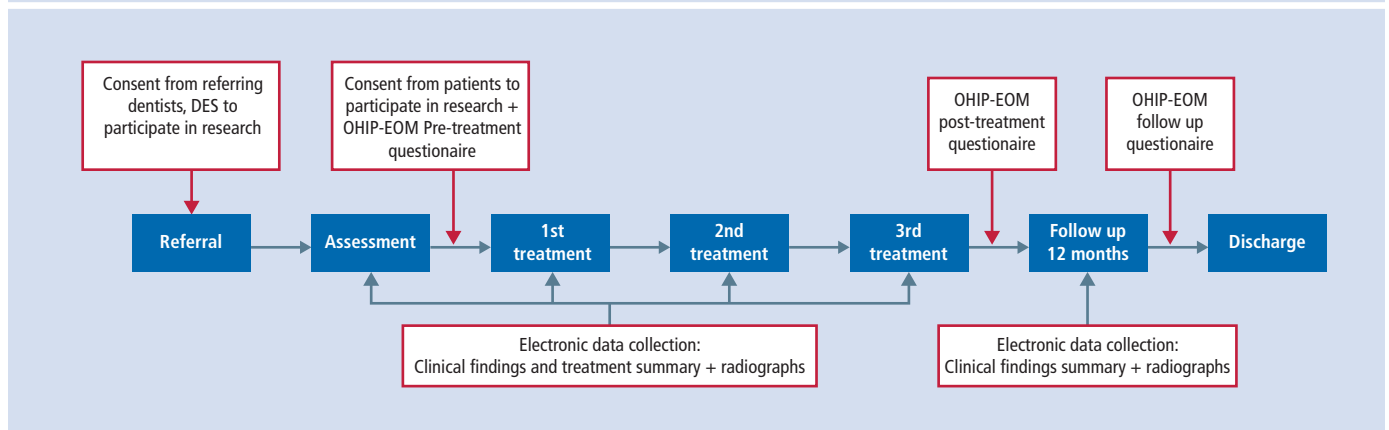 Consent from referring
dentists, DES to
participate in research
Consent from patients to
participate in research +
OHIP-EOM Pre-treatment
questionaire
OHIP-EOM
post-treatment
questionaire
OHIP-EOM
follow up
questionaire
Referral
Assessment
1st
treatment
2nd
treatment
3rd
treatment
Follow up
12 months
Discharge
Electronic data collection:
Clinical findings and treatment summary + radiographs
Electronic data collection:
Clinical findings summary + radiographs